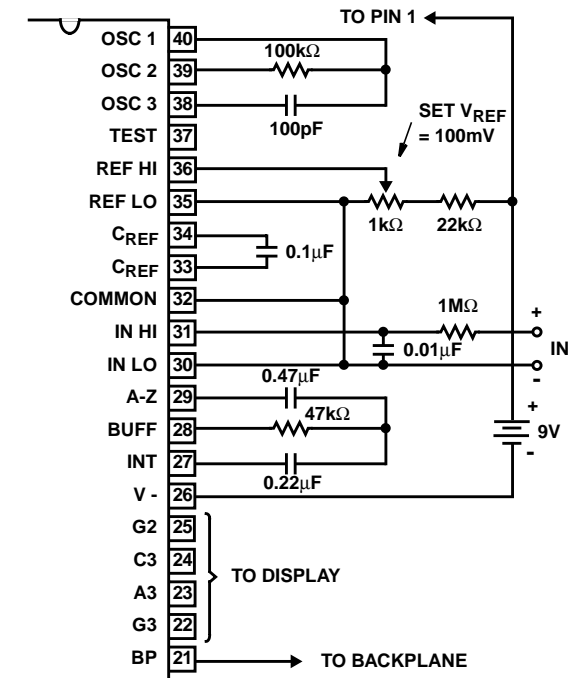 TO PIN 1
OSC 1 40
100kΩ
OSC 2 39
OSC 3 38
100pF
SET VREF
= 100mV
TEST 37
REF HI 36
REF LO 35
1kΩ 22kΩ
CREF 34
0.1μF
CREF 33
COMMON 32
1MΩ
+
IN HI 31
IN
0.01μF
IN LO 30
-
0.47μF
A-Z 29
+
47kΩ
BUFF 28
9V
-
INT 27
0.22μF
V - 26
G2 25
C3 24
TO DISPLAY
A3 23
G3 22
BP 21 TO BACKPLANE